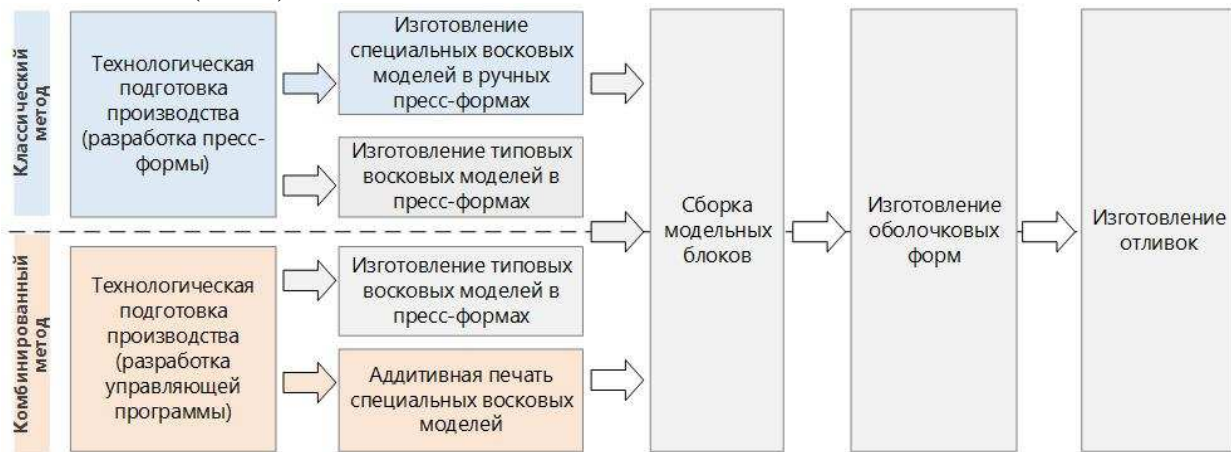 Классический
метод
Технологическая
подготовка
производства
(разработка пресс-
формы)
Изготовление
специальных восковых
моделей в ручных
пресс-формах
Изготовление типовых
восковых моделей в
пресс-формах
Комбинированный
метод
Технологическая
подготовка
производства
(разработка
управляющей
программы)
Изготовление типовых
восковых моделей в
пресс-формах
Аддитивная печать
специальных восковых
моделей
Сборка
модельных
блоков
Изготовление
оболочковых
форм
Изготовление
отливок